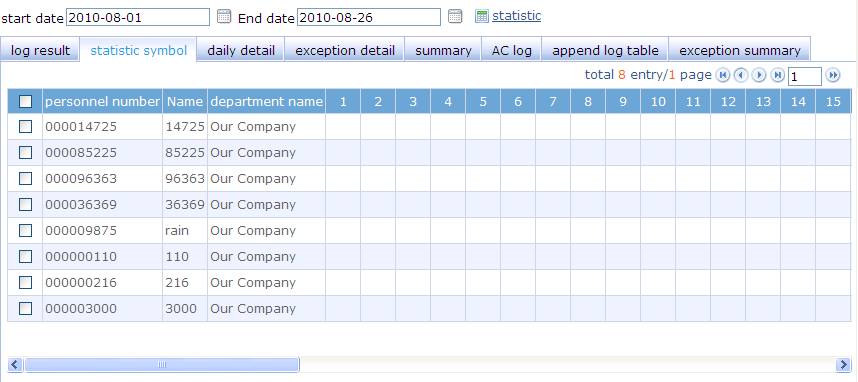 start date 2010-08-01 End date 2010-08-26 statistic
log result statistic symbol daily detail exception detail summary AC log append log table exception summary
total 8 entry/1 page 1
personnel number Name department name 1 2 3 4 5 6 7 8 9 10 11 12 13 14 15
000014725 14725 Our Company
000085225 85225 Our Company
000096363 96363 Our Company
000036369 36369 Our Company
000009875 rain Our Company
000000110 110 Our Company
000000216 216 Our Company
000003000 3000 Our Company